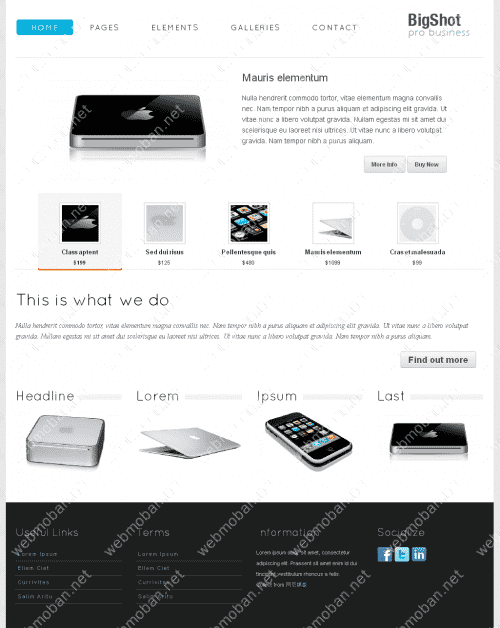 HOME PAGES ELEMENTS GALLERIES CONTACT
BigShot
pro business
Mauris elementum
Nulla hendrerit commodo tortor, vitae elementum magna convallis
nec. Nam tempor nibh a purus aliquam et adipiscing elit gravida. Ut
vitae nunc a libero volutpat gravida. Nullam egestas mi sit amet dui
scelerisque eu laoreet nisi ultrices. Ut vitae nunc a libero volutpat
gravida. Nam tempor nibh a purus aliquam.
More Info Buy Now
Class aptent Sed dui risus Pellentesque quis Mauris elementum Cras et malesuada
$199 $125 $400 $1099 $99
This is what we do
Nulla hendrerit commodo tortor, vitae elementum magna convallis nec. Nam tempor nibh a purus aliquam et adipiscing elit gravida. Ut vitae nunc a libero volutpat
gravida. Nullam egestas mi sit amet dui scelerisque eu laoreet nisi ultrices. Ut vitae nunc a libero volutpat gravida. Nam tempor nibh a purus aliquam.
Find out more
Headline Lorem Ipsum Last
Useful Links Terms Information Socialize
Lorem Ipsum
Ellem Ciet
Currivitas
Salim Aritu
Lorem Ipsum
Ellem Ciet
Currivitas
Salim Aritu
Lorem ipsum dolor sit amet, consectetur
adipiscing elit. Praesent sit amet enim id dui
tincidunt vestibulum rhoncus a felis.
from
webmoban.net